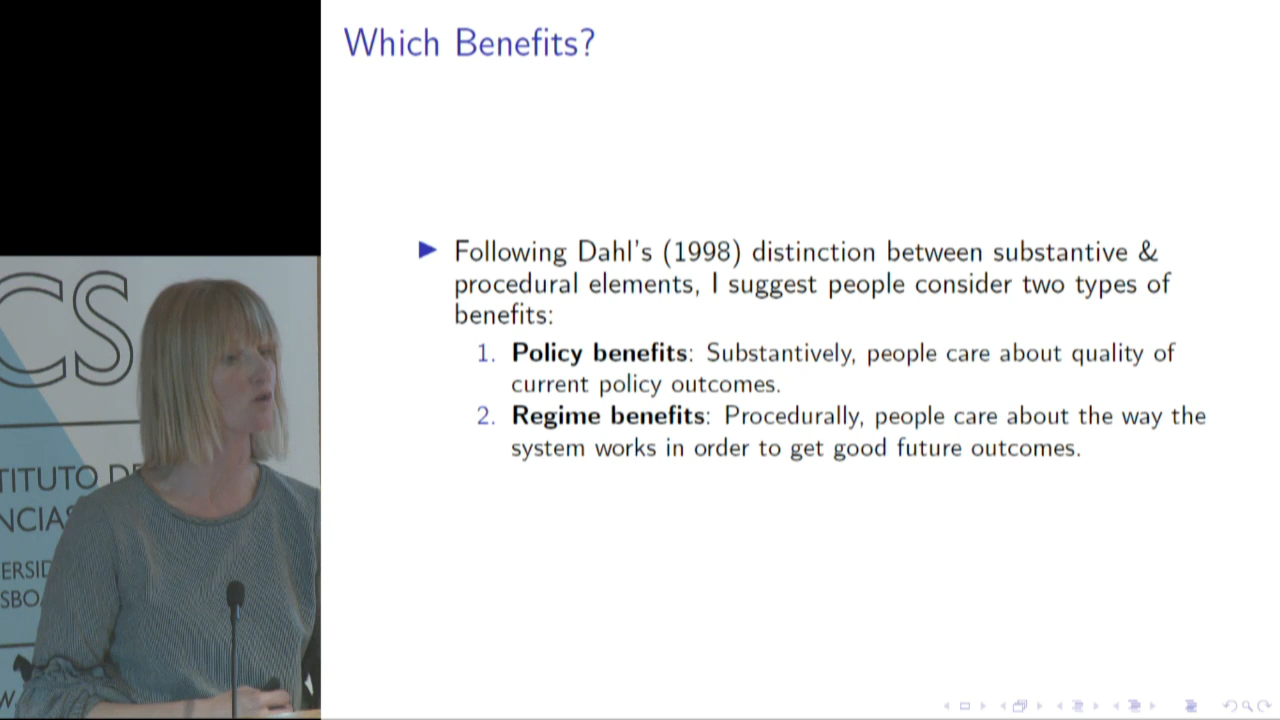 Which Benefits?
Following Dahl's (1998) distinction between substantive &
procedural elements, I suggest people consider two types of
benefits:
1. Policy benefits: Substantively, people care about quality of
current policy outcomes.
2. Regime benefits: Procedurally, people care about the way the
system works in order to get good future outcomes.
CS
TITUTO DE
NCIAS
ERSID
SBO
W